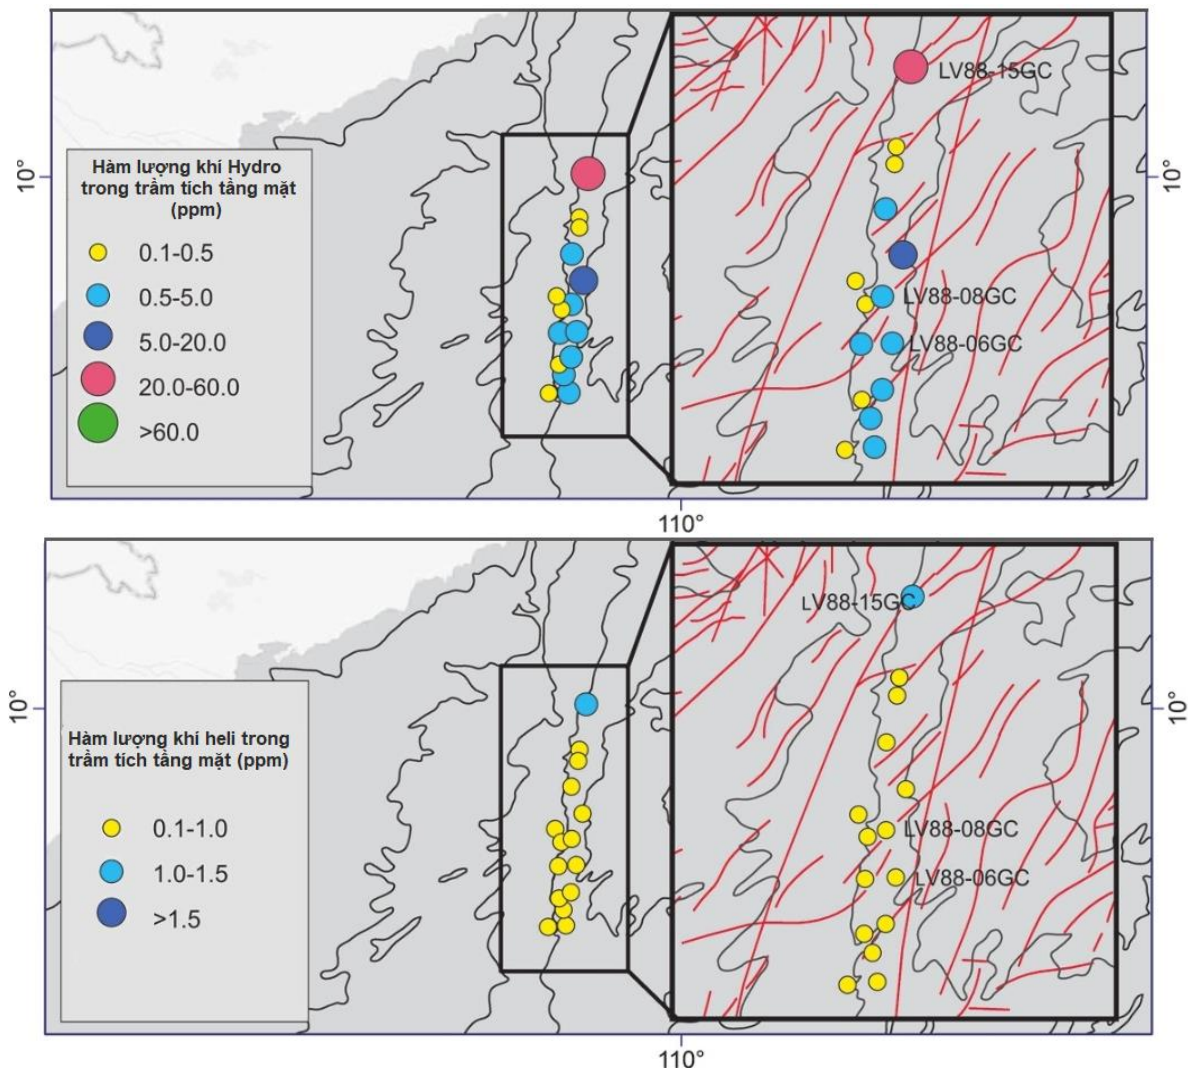 LV88-15GC
10°
10°
Hàm lượng khí Hydro
trong trầm tích tầng mặt
(ppm)
0.1-0.5
0.5-5.0
5.0-20.0
20.0-60.0
>60.0
LV88-08GC
LV88-06GC
110°
LV88-15GC
10°
10°
Hàm lượng khí heli trong
trầm tích tầng mặt (ppm)
0.1-1.0
1.0-1.5
>1.5
LV88-08GC
LV88-06GC
110°